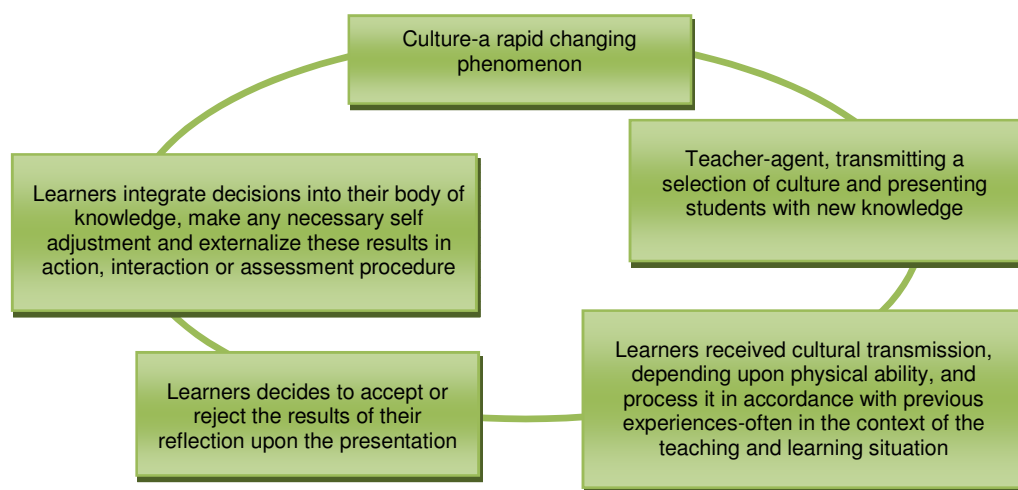 Culture-a rapid changing
phenomenon
Teacher-agent, transmitting a
selection of culture and presenting
students with new knowledge
Learners received cultural transmission,
depending upon physical ability, and
process it in accordance with previous
experiences-often in the context of the
teaching and learning situation
Learners decides to accept or
reject the results of their
reflection upon the presentation
Learners integrate decisions into their body of
knowledge, make any necessary self
adjustment and externalize these results in
action, interaction or assessment procedure